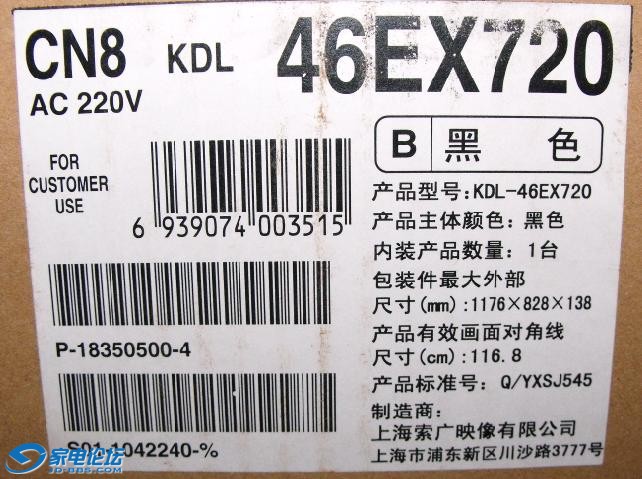 CN8 KDL 46EX720
AC 220V
B 黑 色
FOR
CUSTOMER
USE
6 939074 003515
P-18350500-4
S01-1042240-%
产品型号:KDL-46EX720
产品主体颜色:黑色
内装产品数量:1台
包装件最大外部
尺寸(mm):1176×828×138
产品有效画面对角线
尺寸(cm):116.8
产品标准号:Q/YXSJ545
制造商:
上海索广映像有限公司
上海市浦东新区川沙路3777号
家电论坛
JD-BBS.COM